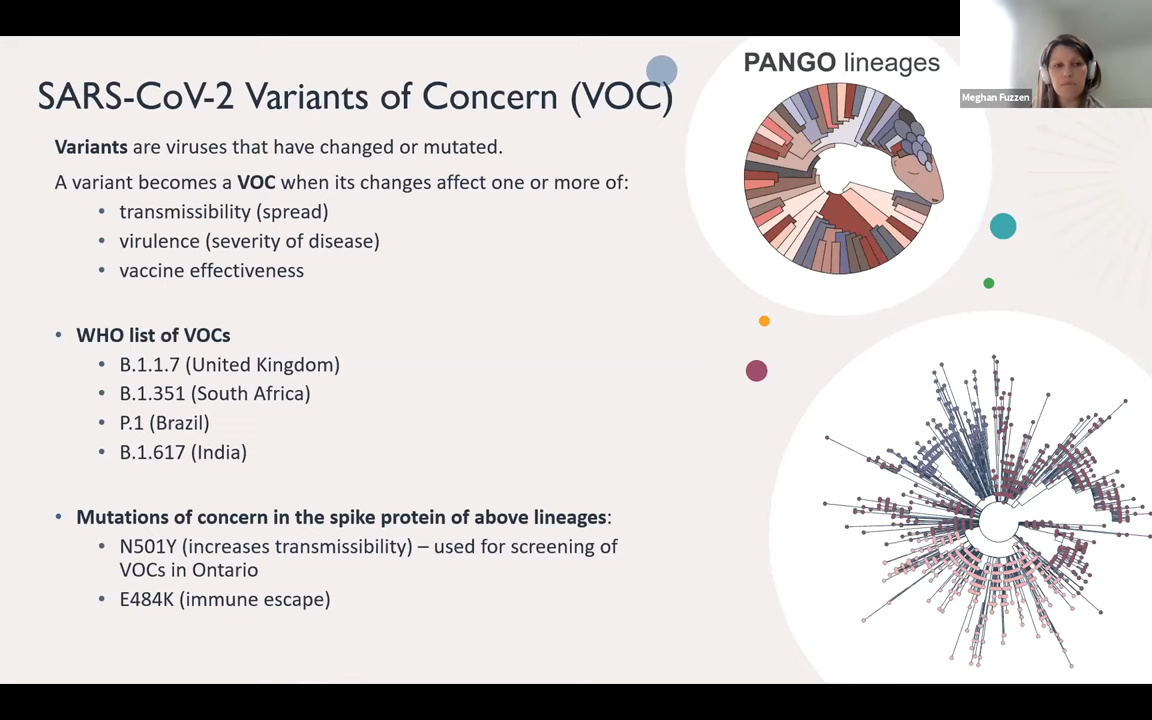 PANGO lineages
Meghan Fuzzen
SARS-CoV-2 Variants of Concern (VOC)
Variants are viruses that have changed or mutated.
A variant becomes a VOC when its changes affect one or more of:
• transmissibility (spread)
• virulence (severity of disease)
• vaccine effectiveness
• WHO list of VOCs
• B.1.1.7 (United Kingdom)
• B.1.351 (South Africa)
• P.1 (Brazil)
• B.1.617 (India)
• Mutations of concern in the spike protein of above lineages:
• N501Y (increases transmissibility) – used for screening of
VOCs in Ontario
• E484K (immune escape)